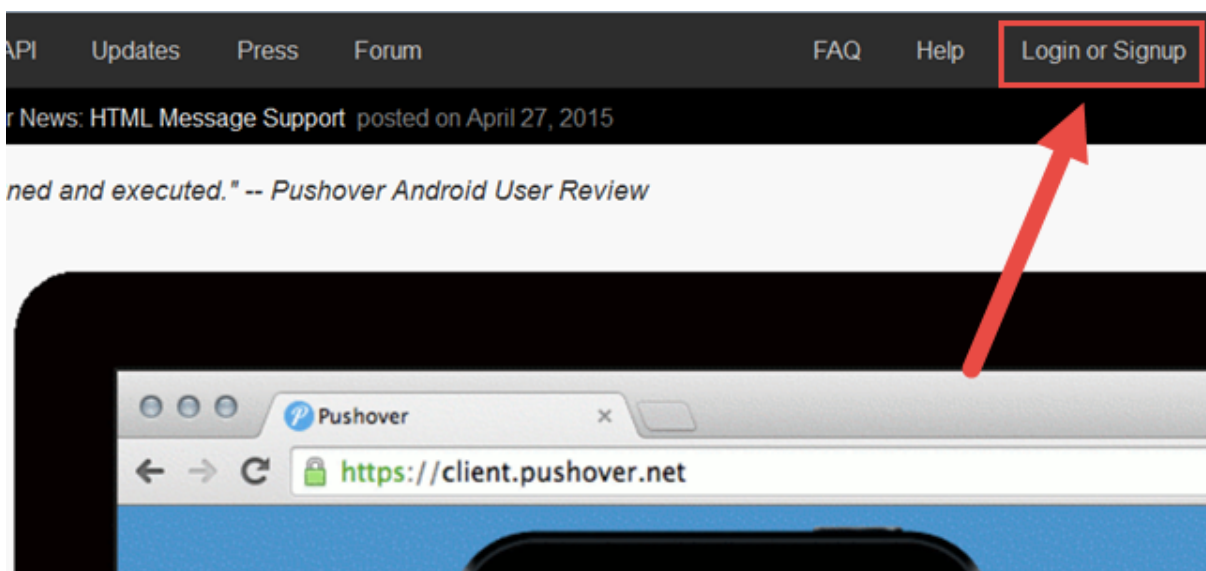 API Updates Press Forum FAQ Help Login or Signup
r News: HTML Message Support posted on April 27, 2015
ned and executed." -- Pushover Android User Review
Pushover
https://client.pushover.net